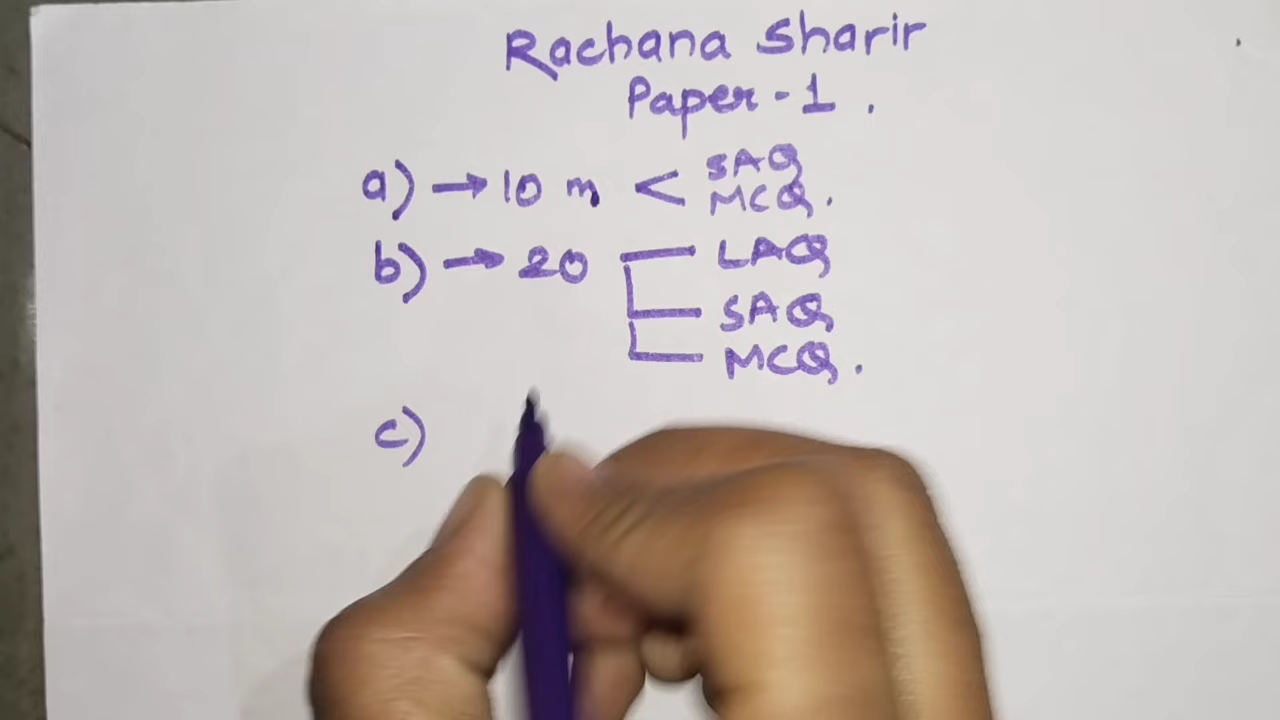 Rachana Sharir
Paper - 1 .
a) → 10 m < SAQ
MCQ.
b) → 20 LAQ
SAQ
MCQ.
c)